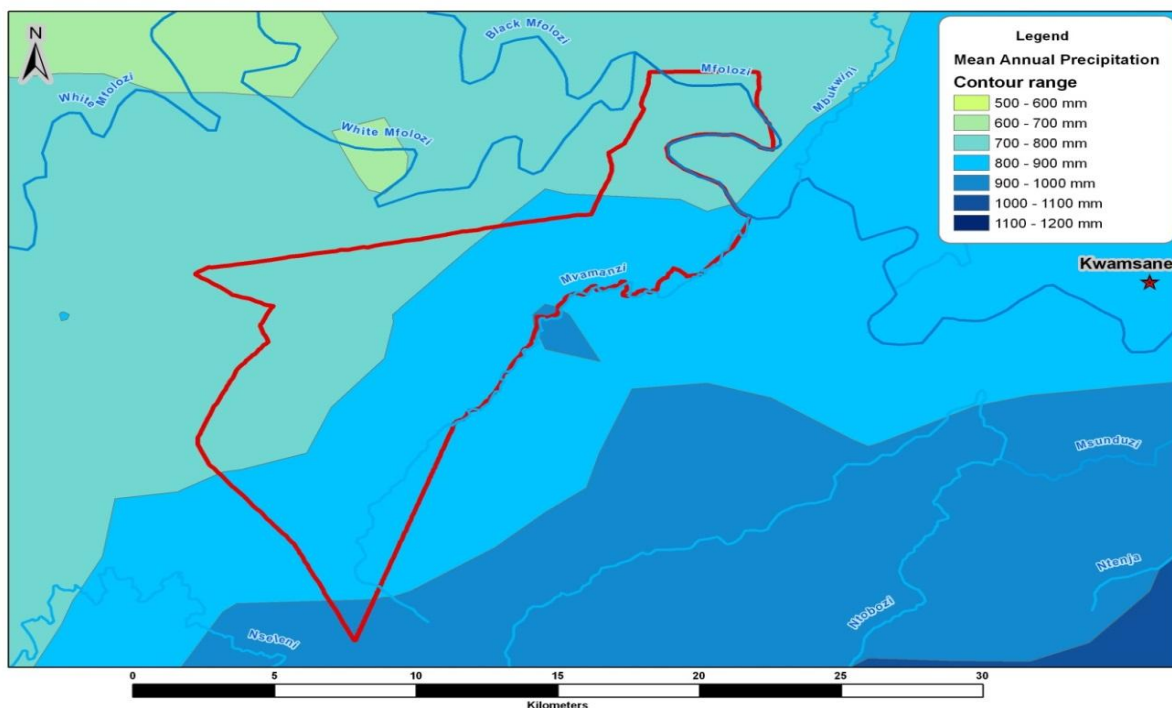 N
Black Mfolozi
Mfolozi
Mbukwini
White Mfolozi
White Mfolozi
Mvamanzi
Kwamsane
Msunduzi
Ntenja
Ntobozi
Nseleni
Legend
Mean Annual Precipitation
Contour range
500 - 600 mm
600 - 700 mm
700 - 800 mm
800 - 900 mm
900 - 1000 mm
1000 - 1100 mm
1100 - 1200 mm
0 5 10 15 20 25 30
Kilometers